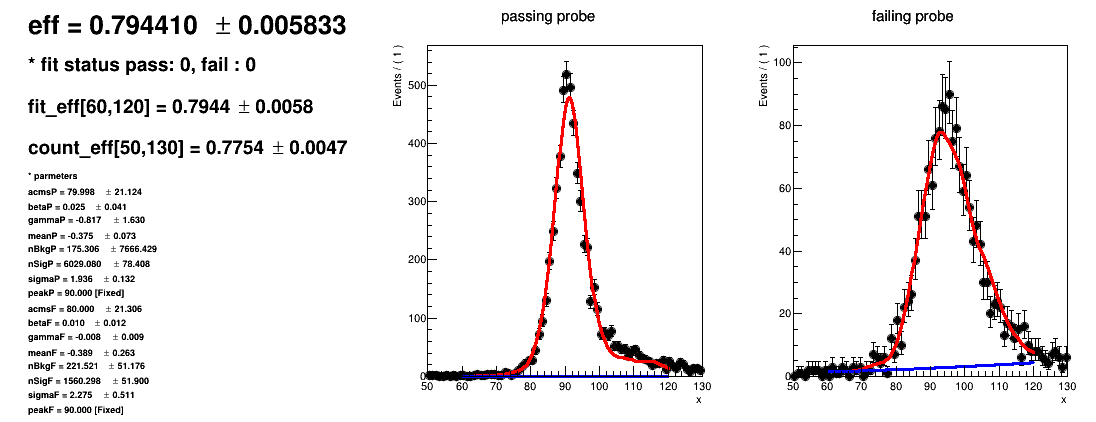 eff = 0.794410 ± 0.005833
* fit status pass: 0, fail : 0
fit_eff[60,120] = 0.7944 ± 0.0058
count_eff[50,130] = 0.7754 ± 0.0047
* parmeters
acmsP = 79.998 ± 21.124
betaP = 0.025 ± 0.041
gammaP = -0.817 ± 1.630
meanP = -0.375 ± 0.073
nBkgP = 175.306 ± 7666.429
nSigP = 6029.080 ± 78.408
sigmaP = 1.936 ± 0.132
peakP = 90.000 [Fixed]
acmsF = 80.000 ± 21.306
betaF = 0.010 ± 0.012
gammaF = -0.008 ± 0.009
meanF = -0.389 ± 0.263
nBkgF = 221.521 ± 51.176
nSigF = 1560.298 ± 51.900
sigmaF = 2.275 ± 0.511
peakF = 90.000 [Fixed]
passing probe
Events / ( 1 )
500
400
300
200
100
0
50 60 70 80 90 100 110 120 130
x
failing probe
Events / ( 1 )
100
80
60
40
20
0
50 60 70 80 90 100 110 120 130
x